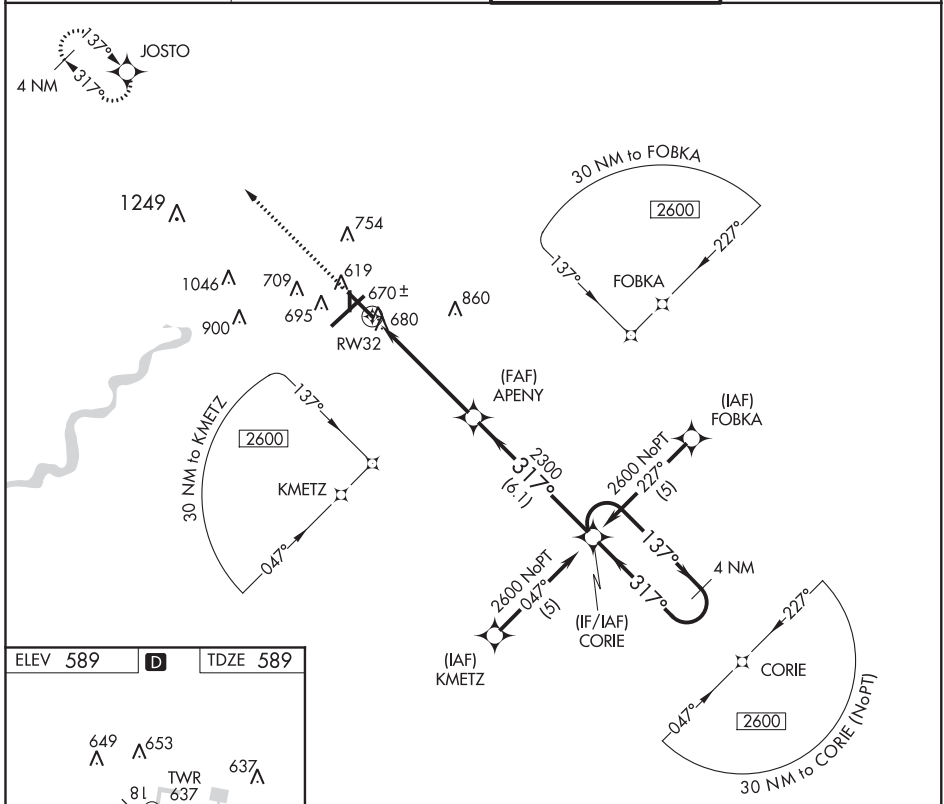 137°
JOSTO
317°
4 NM
30 NM to FOBKA
2600
227°
137°
FOBKA
1249
754
1046
709
619
670 ±
860
900
695
680
RW32
(FAF)
APENY
137°
30 NM to KMETZ
2600
KMETZ
047°
(IAF)
FOBKA
2300
317°
(6.1)
2600 NoPT
227°
(5)
137°
317°
4 NM
2600 NoPT
047°
(5)
(IF/IAF)
CORIE
(IAF)
KMETZ
227°
CORIE
047°
2600
30 NM to CORIE (NoPT)
ELEV 589
D
TDZE 589
649
653
TWR
637
637
18